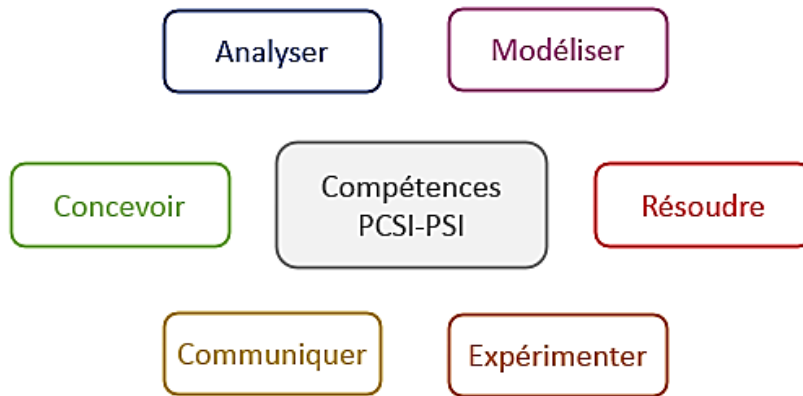 Analyser
Modéliser
Concevoir
Compétences
PCSI-PSI
Résoudre
Communiquer
Expérimenter